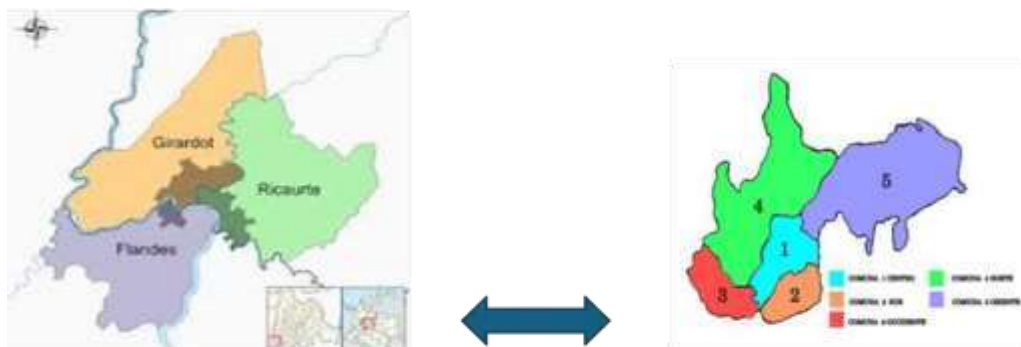 Girardot
Ricaurte
Flandes
5
4
1
3
2
COMUNA 1 CENTRO
COMUNA 4 NORTE
COMUNA 2 SUR
COMUNA 5 ORIENTE
COMUNA 3 OCCIDENTE